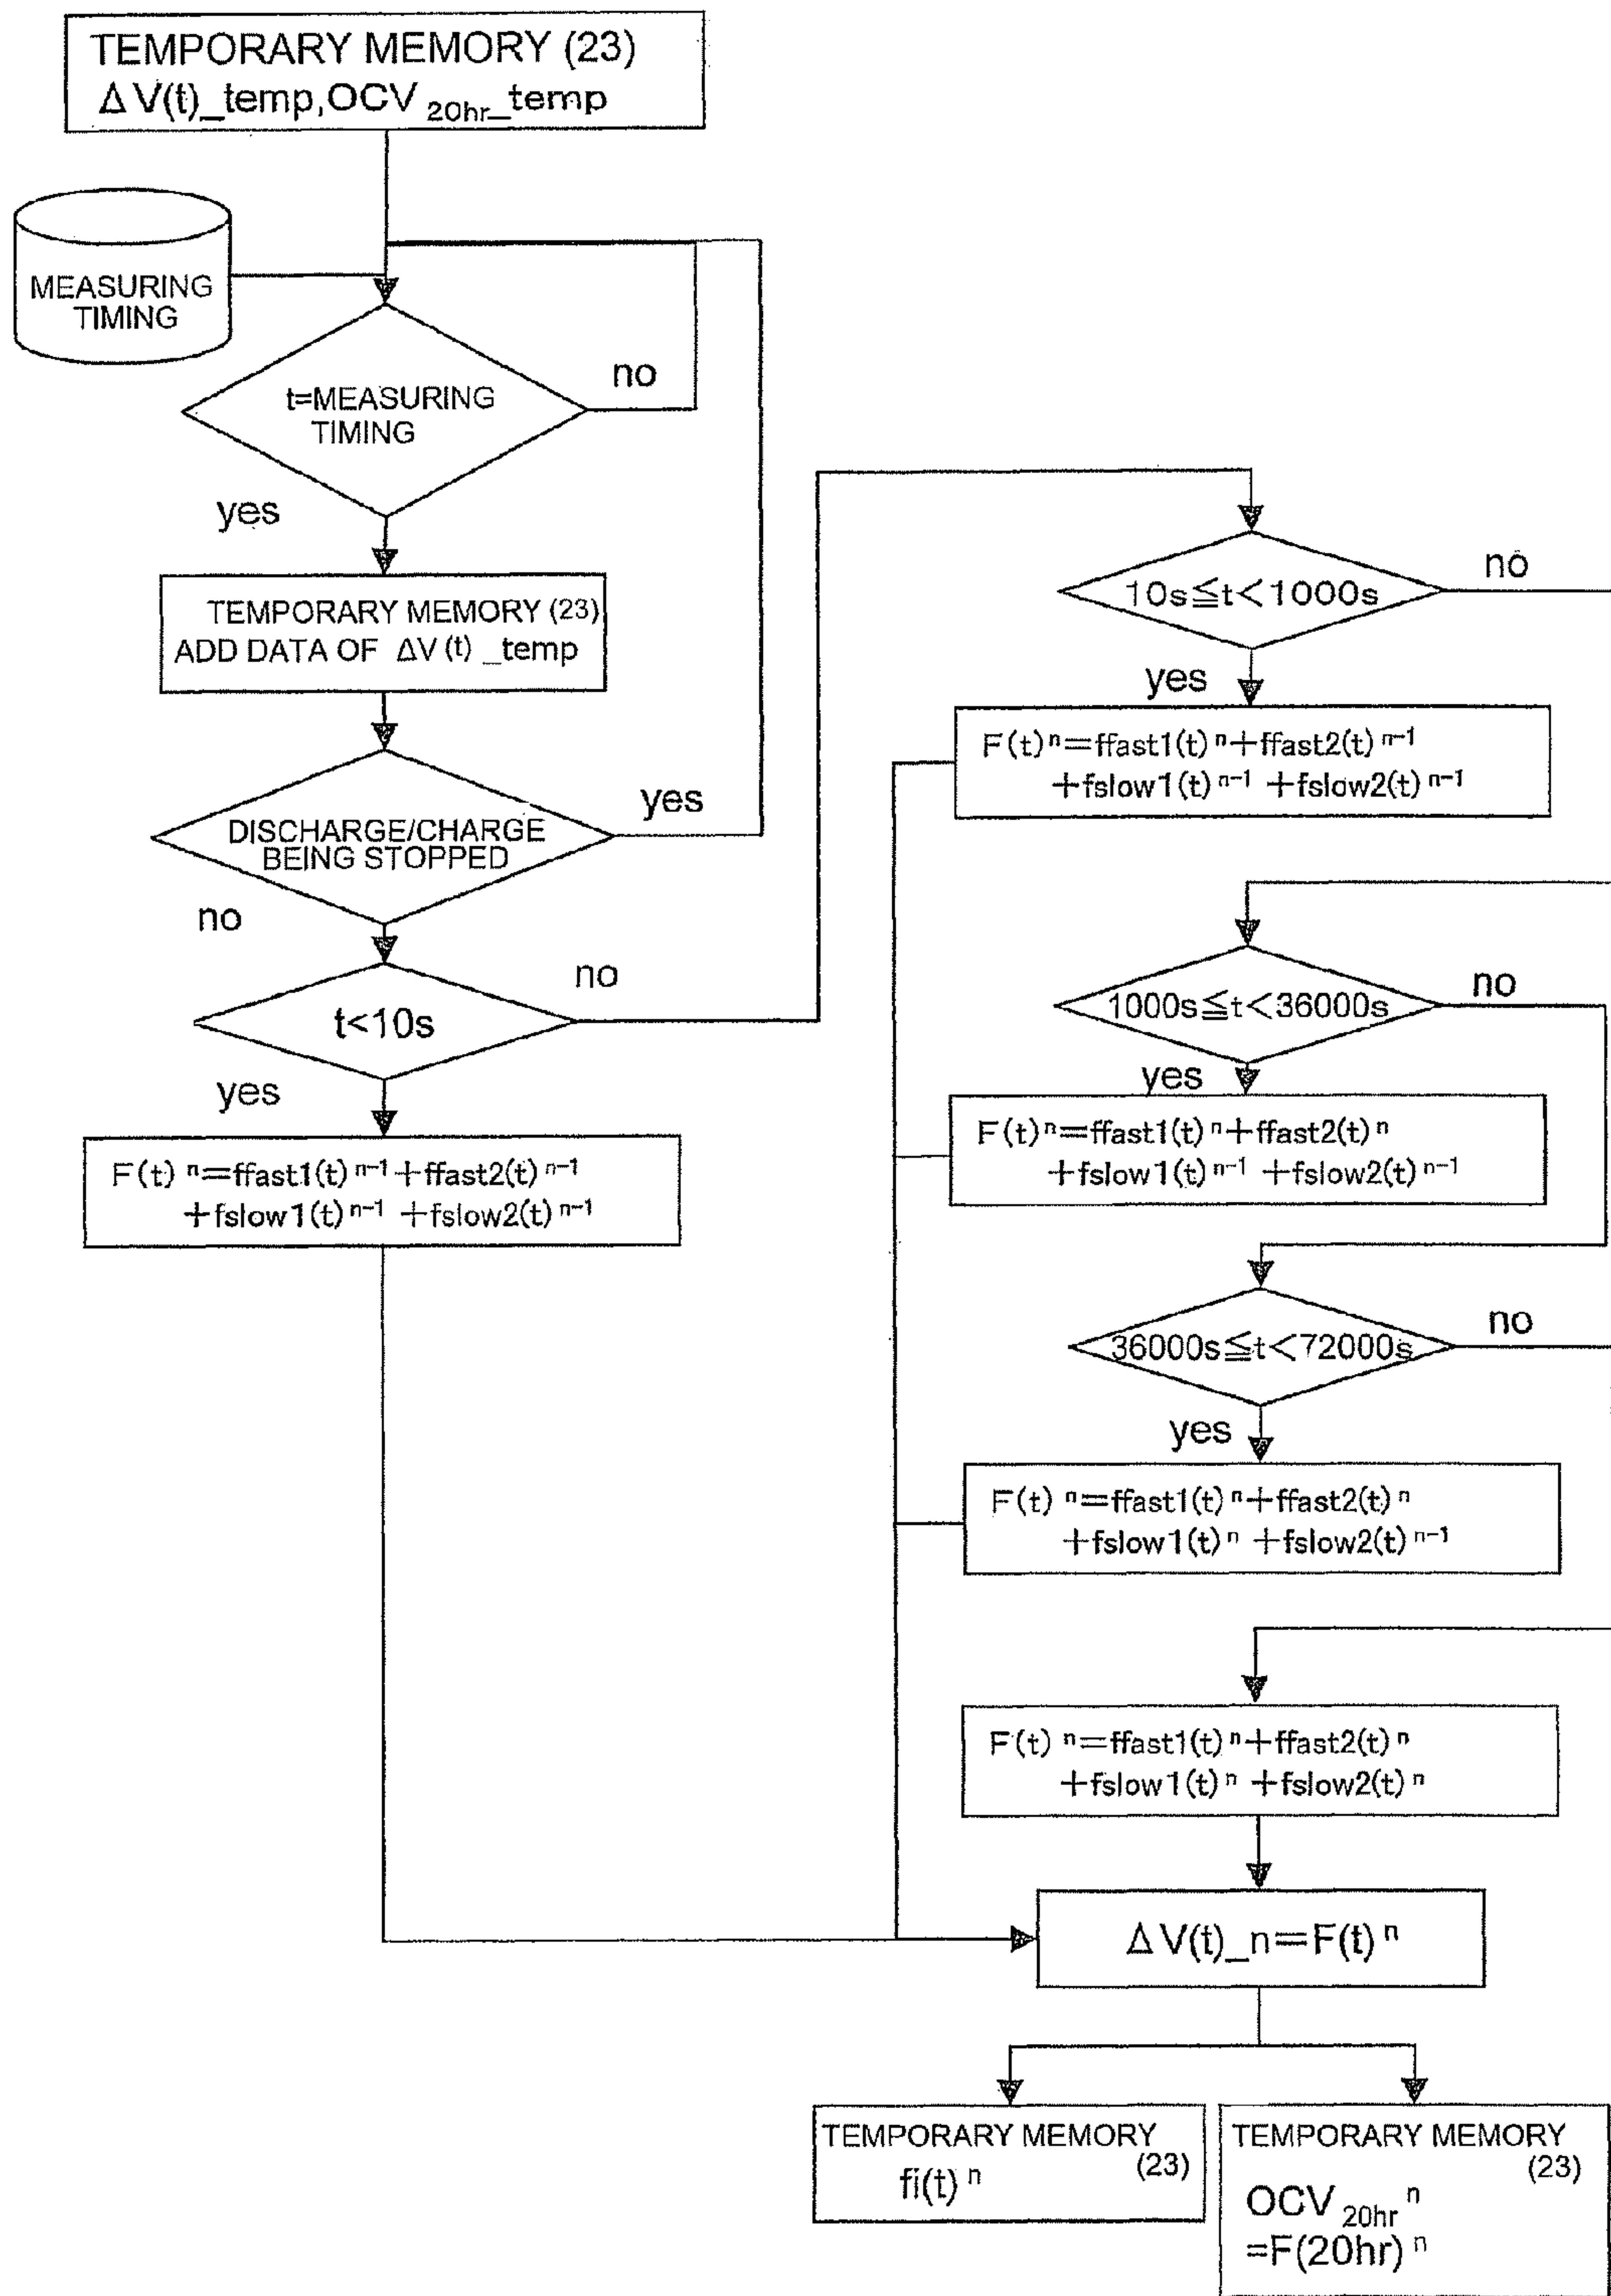 TEMPORARY MEMORY (23)
ΔV(t)_temp,OCV 20hr_temp
MEASURING
TIMING
t=MEASURING
TIMING
no
yes
TEMPORARY MEMORY (23)
ADD DATA OF ΔV(t) _temp
DISCHARGE/CHARGE
BEING STOPPED
yes
no
t<10s
no
yes
F(t) ⁿ=ffast1(t) ⁿ⁻¹+ffast2(t) ⁿ⁻¹
+fslow1(t) ⁿ⁻¹ +fslow2(t) ⁿ⁻¹
10s≦t<1000s
no
yes
F(t) ⁿ=ffast1(t) ⁿ+ffast2(t) ⁿ⁻¹
+fslow1(t) ⁿ⁻¹ +fslow2(t) ⁿ⁻¹
1000s≦t<36000s
no
yes
F(t) ⁿ=ffast1(t) ⁿ+ffast2(t) ⁿ
+fslow1(t) ⁿ⁻¹ +fslow2(t) ⁿ⁻¹
36000s≦t<72000s
no
yes
F(t) ⁿ=ffast1(t) ⁿ+ffast2(t) ⁿ
+fslow1(t) ⁿ +fslow2(t) ⁿ⁻¹
F(t) ⁿ=ffast1(t) ⁿ+ffast2(t) ⁿ
+fslow1(t) ⁿ +fslow2(t) ⁿ
ΔV(t)_n=F(t) ⁿ
TEMPORARY MEMORY
(23)
fi(t) ⁿ
TEMPORARY MEMORY
(23)
OCV 20hr ⁿ
=F(20hr) ⁿ